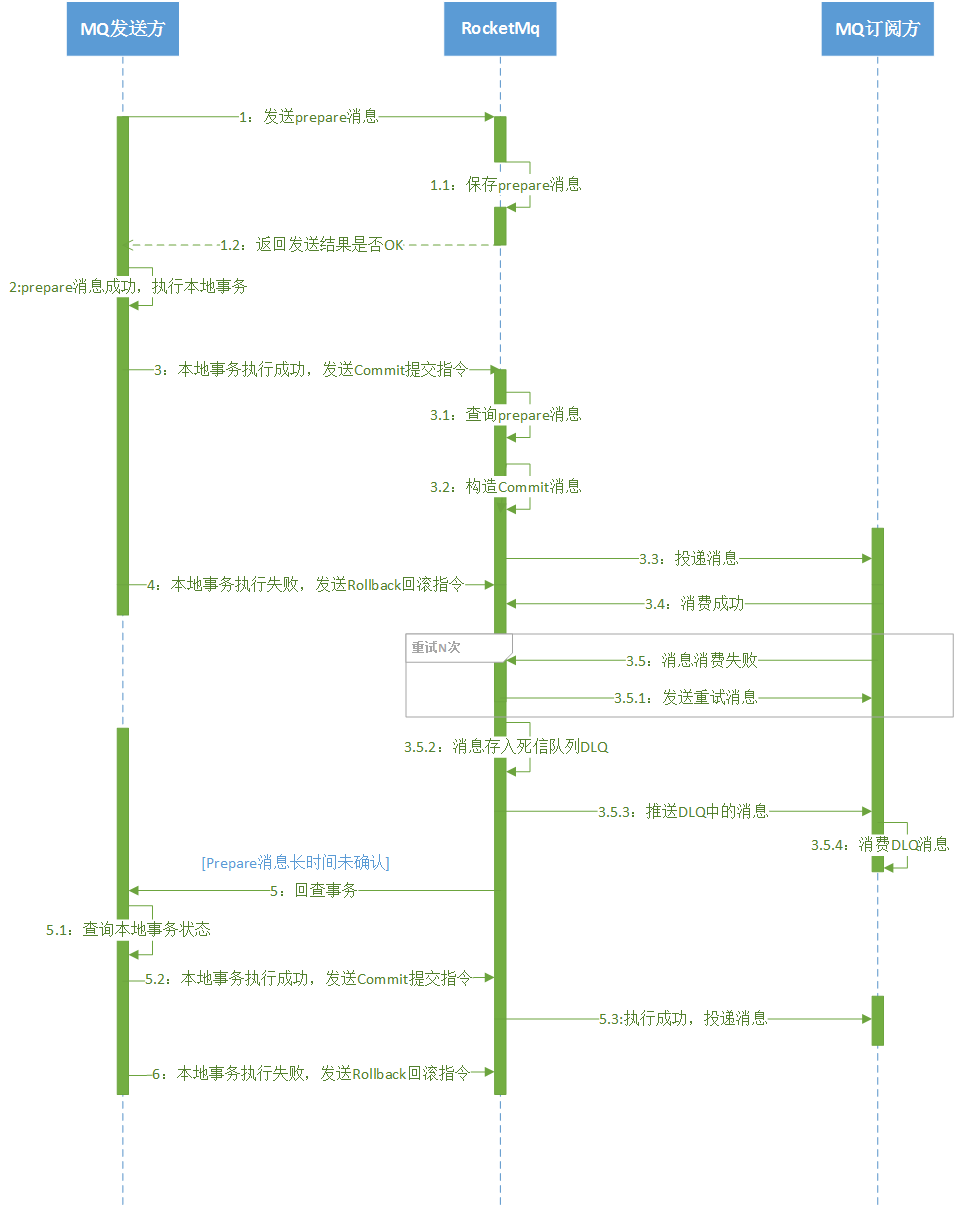 MQ发送方
RocketMq
MQ订阅方
1：发送prepare消息
1.1：保存prepare消息
1.2：返回发送结果是否OK
2:prepare消息成功，执行本地事务
3：本地事务执行成功，发送Commit提交指令
3.1：查询prepare消息
3.2：构造Commit消息
3.3：投递消息
4：本地事务执行失败，发送Rollback回滚指令
3.4：消费成功
重试N次
3.5：消息消费失败
3.5.1：发送重试消息
3.5.2：消息存入死信队列DLQ
3.5.3：推送DLQ中的消息
3.5.4：消费DLQ消息
[Prepare消息长时间未确认]
5：回查事务
5.1：查询本地事务状态
5.2：本地事务执行成功，发送Commit提交指令
5.3:执行成功，投递消息
6：本地事务执行失败，发送Rollback回滚指令